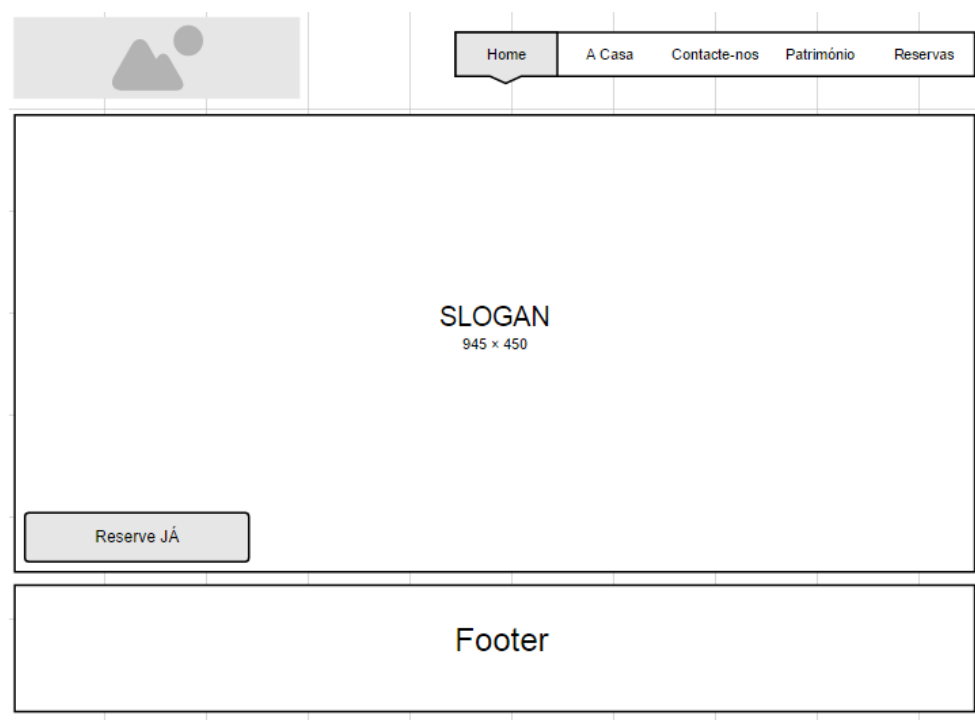 Home A Casa Contacte-nos Património Reservas
SLOGAN
945 × 450
Reserve JÁ
Footer